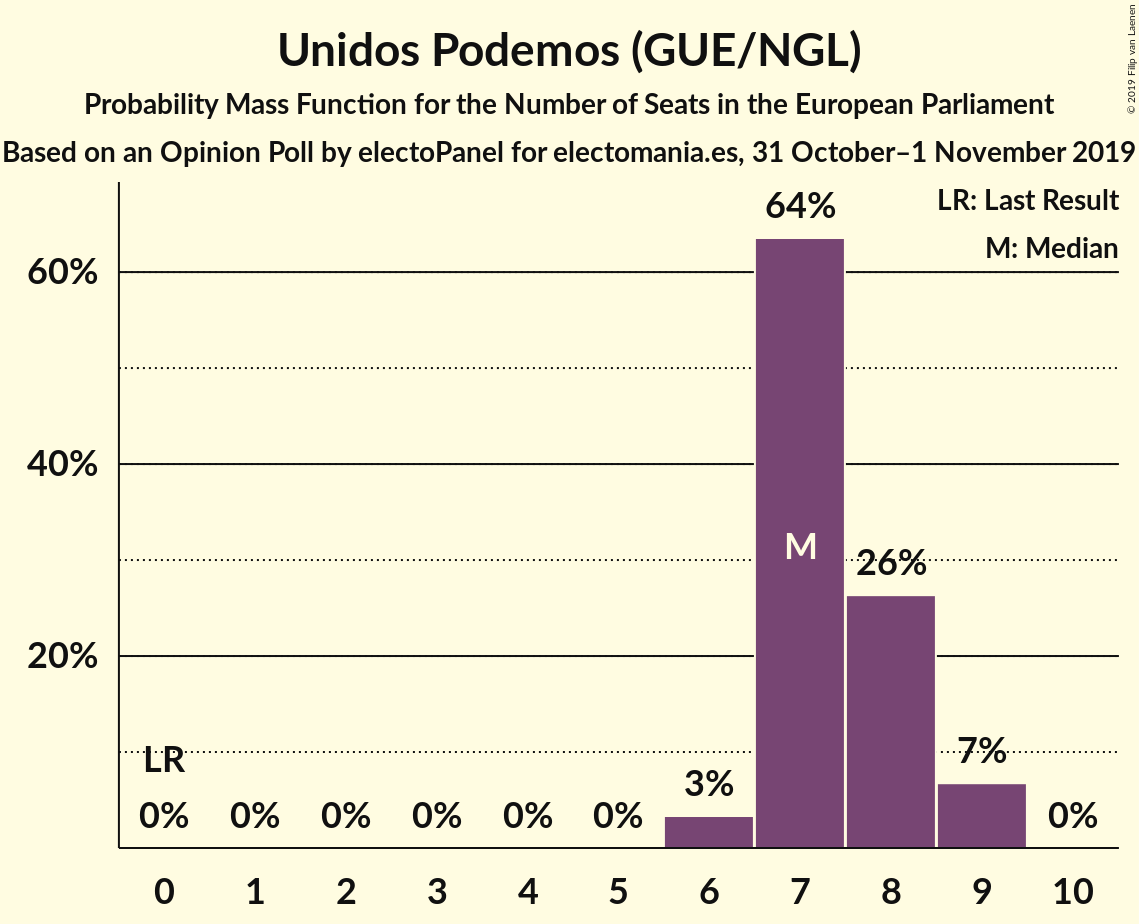 Unidos Podemos (GUE/NGL)
Probability Mass Function for the Number of Seats in the European Parliament
Based on an Opinion Poll by electoPanel for electomania.es, 31 October–1 November 2019
© 2019 Filip van Laenen
LR: Last Result
M: Median
64%
60%
40%
M
26%
20%
LR
7%
3%
0% 0% 0% 0% 0% 0% 0%
0 1 2 3 4 5 6 7 8 9 10